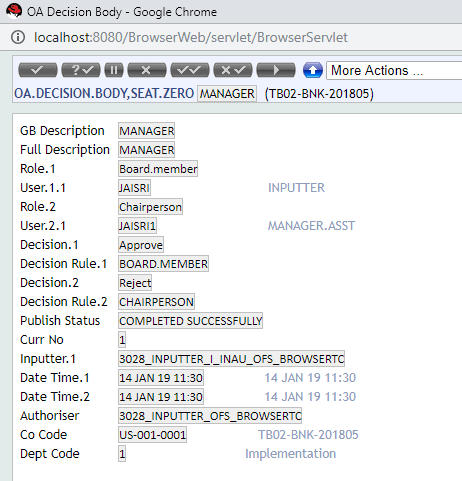 OA Decision Body - Google Chrome
localhost:8080/BrowserWeb/servlet/BrowserServlet
More Actions ...
OA.DECISION.BODY,SEAT.ZERO MANAGER (TB02-BNK-201805)
GB Description MANAGER
Full Description MANAGER
Role.1 Board.member
User.1.1 JAISRI INPUTTER
Role.2 Chairperson
User.2.1 JAISRI1 MANAGER.ASST
Decision.1 Approve
Decision Rule.1 BOARD.MEMBER
Decision.2 Reject
Decision Rule.2 CHAIRPERSON
Publish Status COMPLETED SUCCESSFULLY
Curr No 1
Inputter.1 3028_INPUTTER_I_INAU_OFS_BROWSERTC
Date Time.1 14 JAN 19 11:30 14 JAN 19 11:30
Date Time.2 14 JAN 19 11:30 14 JAN 19 11:30
Authoriser 3028_INPUTTER_OFS_BROWSERTC
Co Code US-001-0001 TB02-BNK-201805
Dept Code 1 Implementation